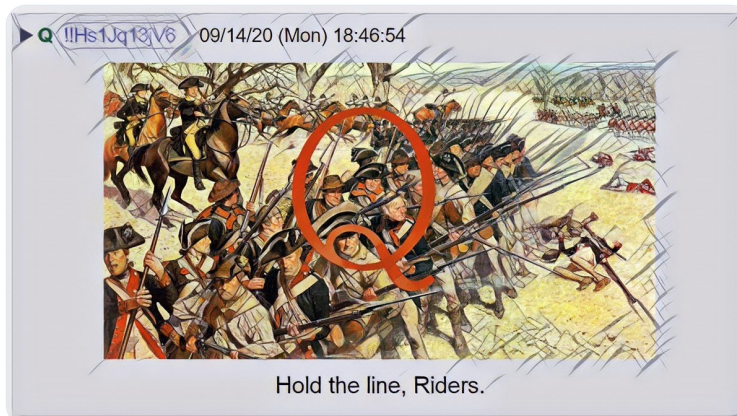 Q !!Hs1Jq13jV6 09/14/20 (Mon) 18:46:54
Q
Hold the line, Riders.